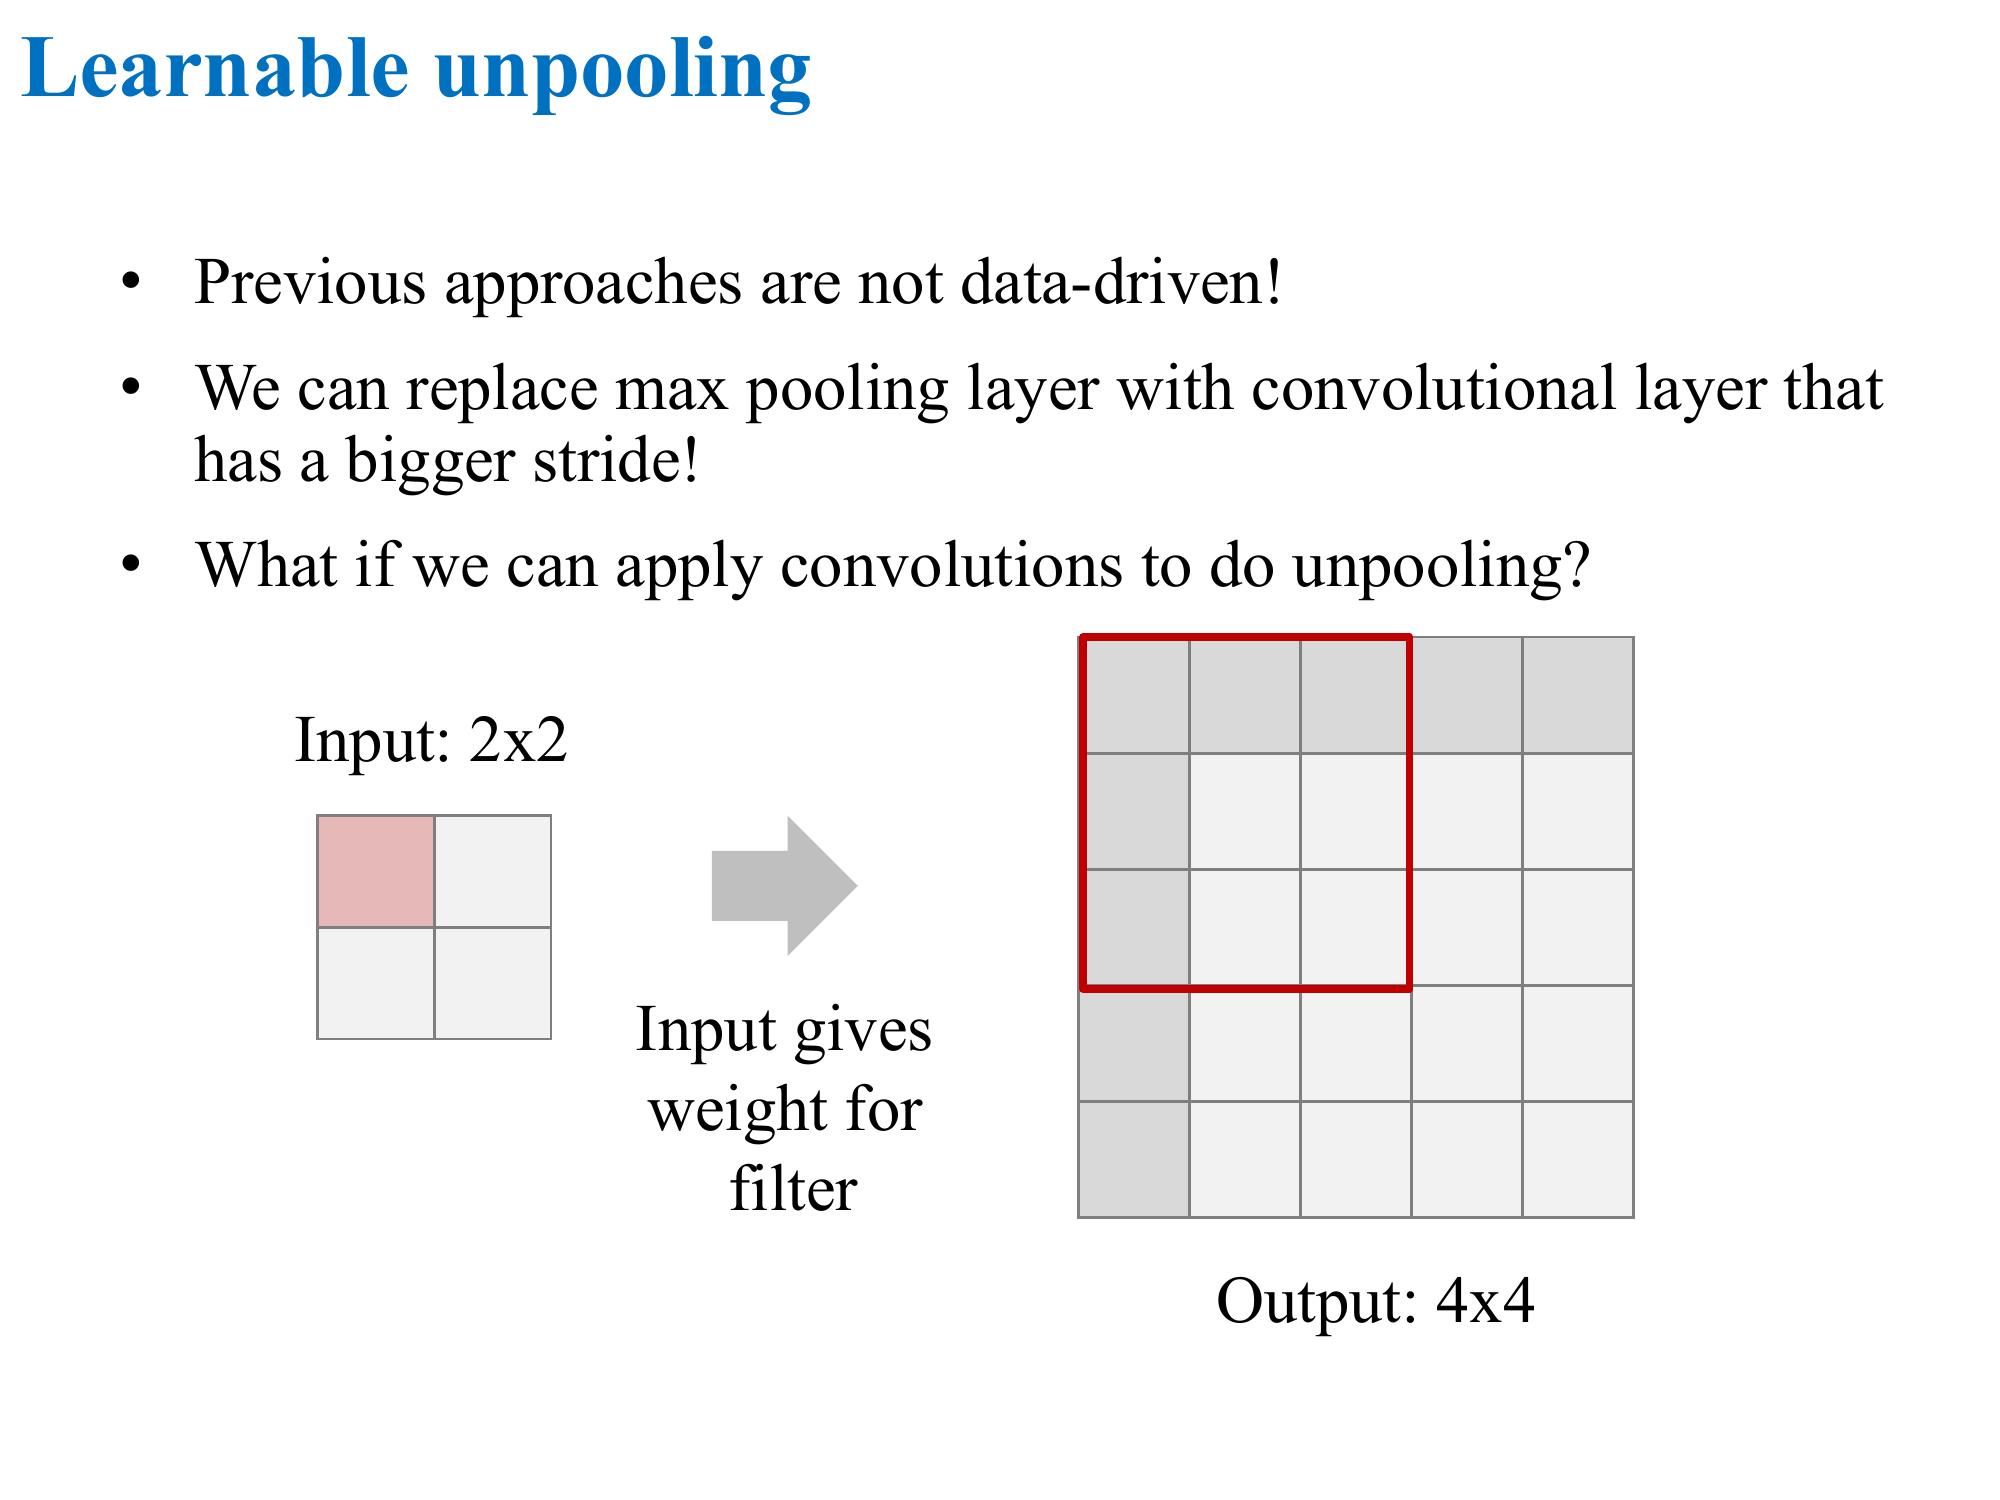 Learnable unpooling
• Previous approaches are not data-driven!
• We can replace max pooling layer with convolutional layer that
has a bigger stride!
• What if we can apply convolutions to do unpooling?
Input: 2x2
Input gives
weight for
filter
Output: 4x4